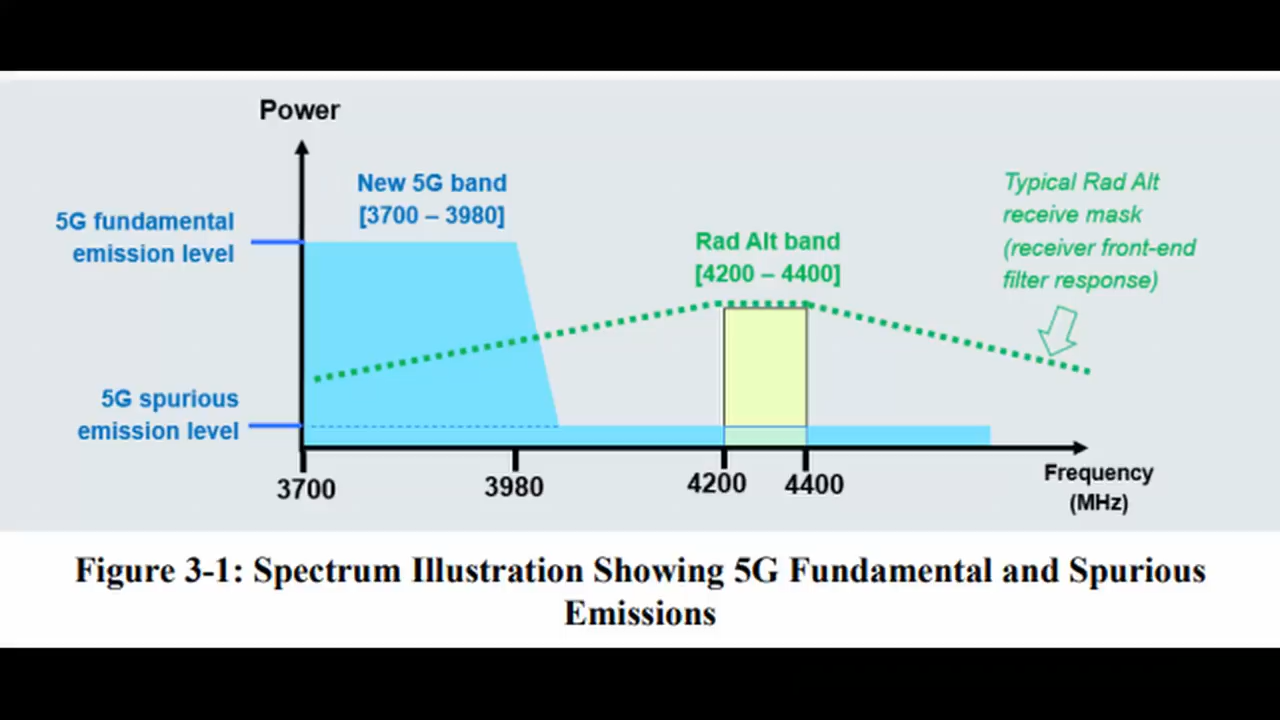 Power
New 5G band
[3700 – 3980]
5G fundamental
emission level
Rad Alt band
[4200 – 4400]
Typical Rad Alt
receive mask
(receiver front-end
filter response)
5G spurious
emission level
3700
3980
4200
4400
Frequency
(MHz)
Figure 3-1: Spectrum Illustration Showing 5G Fundamental and Spurious
Emissions